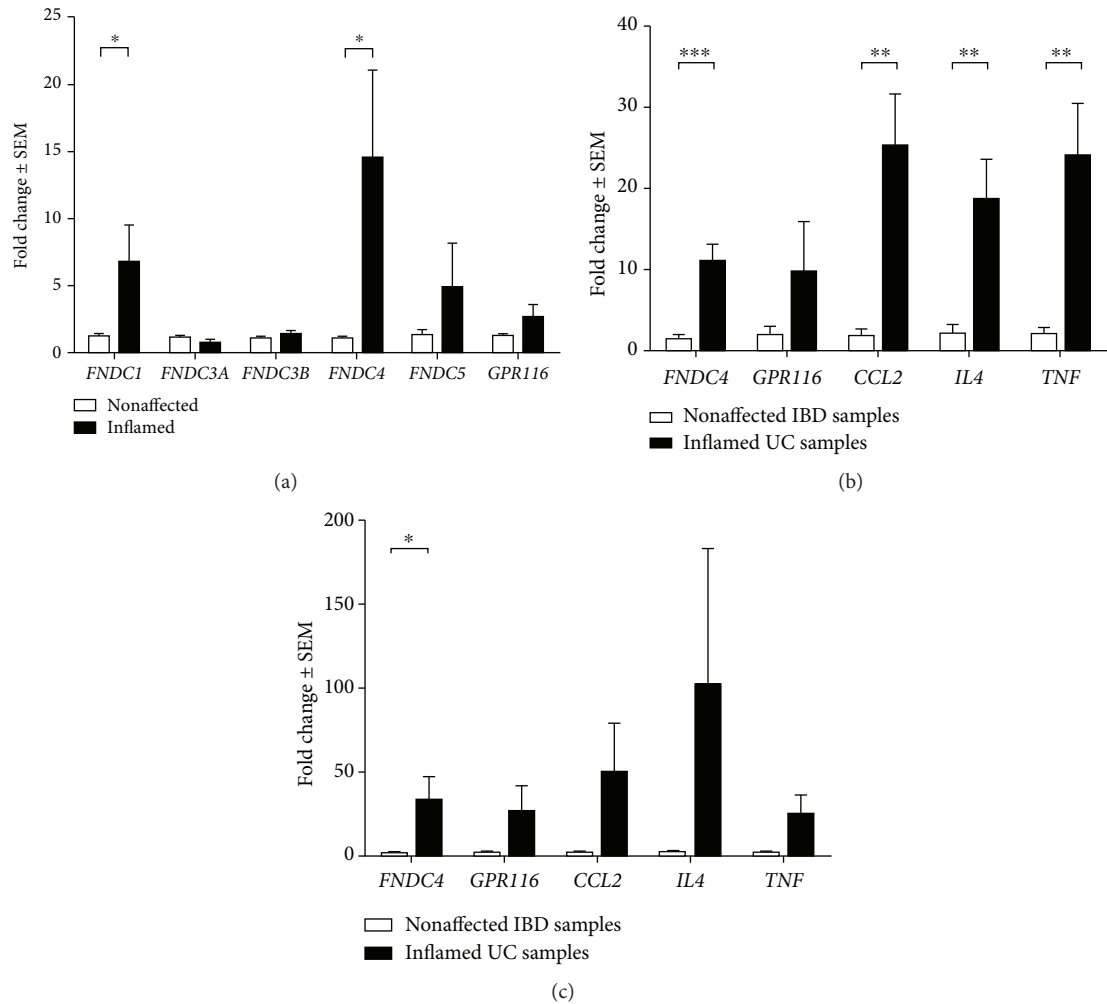 25
20
15
10
5
0
Fold change ± SEM
*
*
FNDC1 FNDC3A FNDC3B FNDC4 FNDC5 GPR116
Nonaffected
Inflamed
(a)
40
30
20
10
0
Fold change ± SEM
*** ** ** **
FNDC4 GPR116 CCL2 IL4 TNF
Nonaffected IBD samples
Inflamed UC samples
(b)
200
150
100
50
0
Fold change ± SEM
*
FNDC4 GPR116 CCL2 IL4 TNF
Nonaffected IBD samples
Inflamed UC samples
(c)